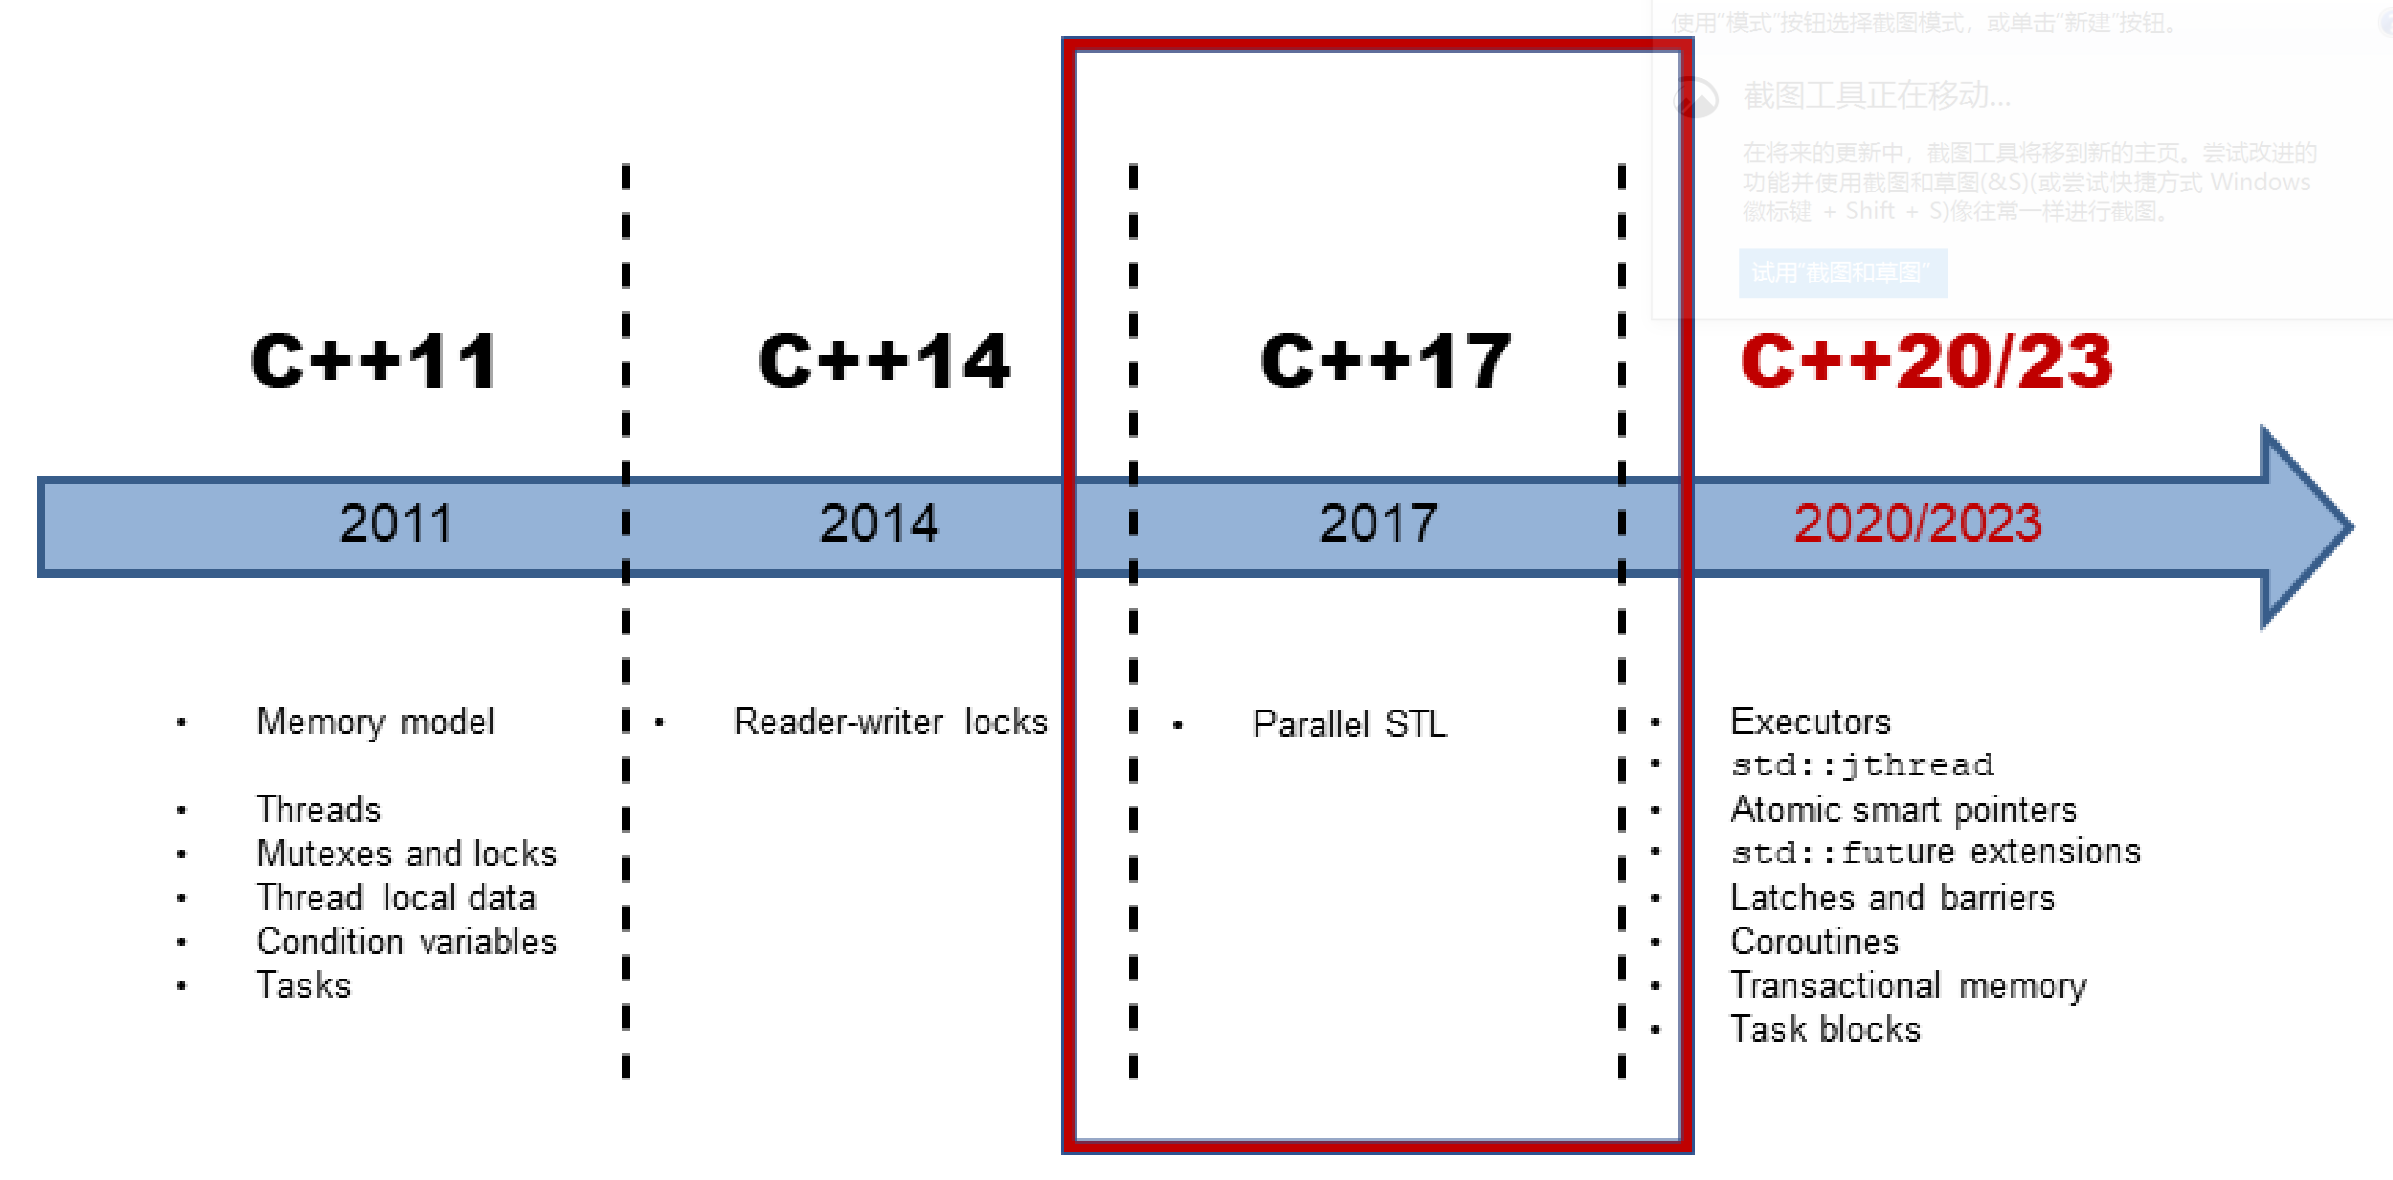 使用"模式"按钮选择截图模式，或单击"新建"按钮。
截图工具正在移动...
在将来的更新中，截图工具将移到新的主页。尝试改进的
功能并使用截图和草图(&S)(或尝试快捷方式 Windows
徽标键 + Shift + S)像往常一样进行截图。
试用"截图和草图"
C++11
C++14
C++17
C++20/23
2011
2014
2017
2020/2023
• Memory model
• Threads
• Mutexes and locks
• Thread local data
• Condition variables
• Tasks
• Reader-writer locks
• Parallel STL
• Executors
• std::jthread
• Atomic smart pointers
• std::future extensions
• Latches and barriers
• Coroutines
• Transactional memory
• Task blocks